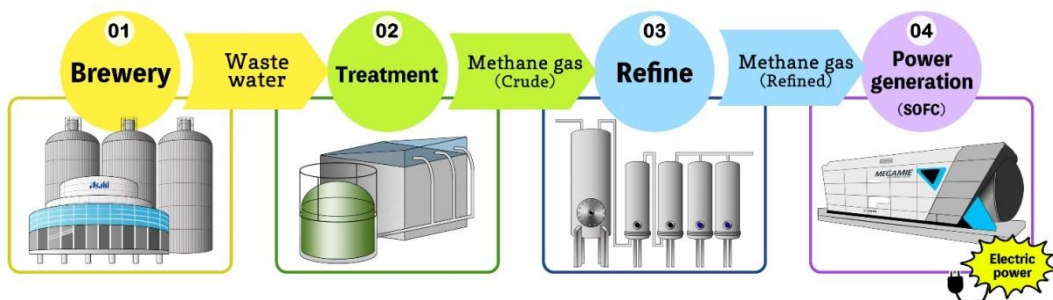 01
Brewery
Waste
water
02
Treatment
Methane gas
(Crude)
03
Refine
Methane gas
(Refined)
04
Power
generation
(SOFC)
Asahi
MEGAMIE
Electric
power